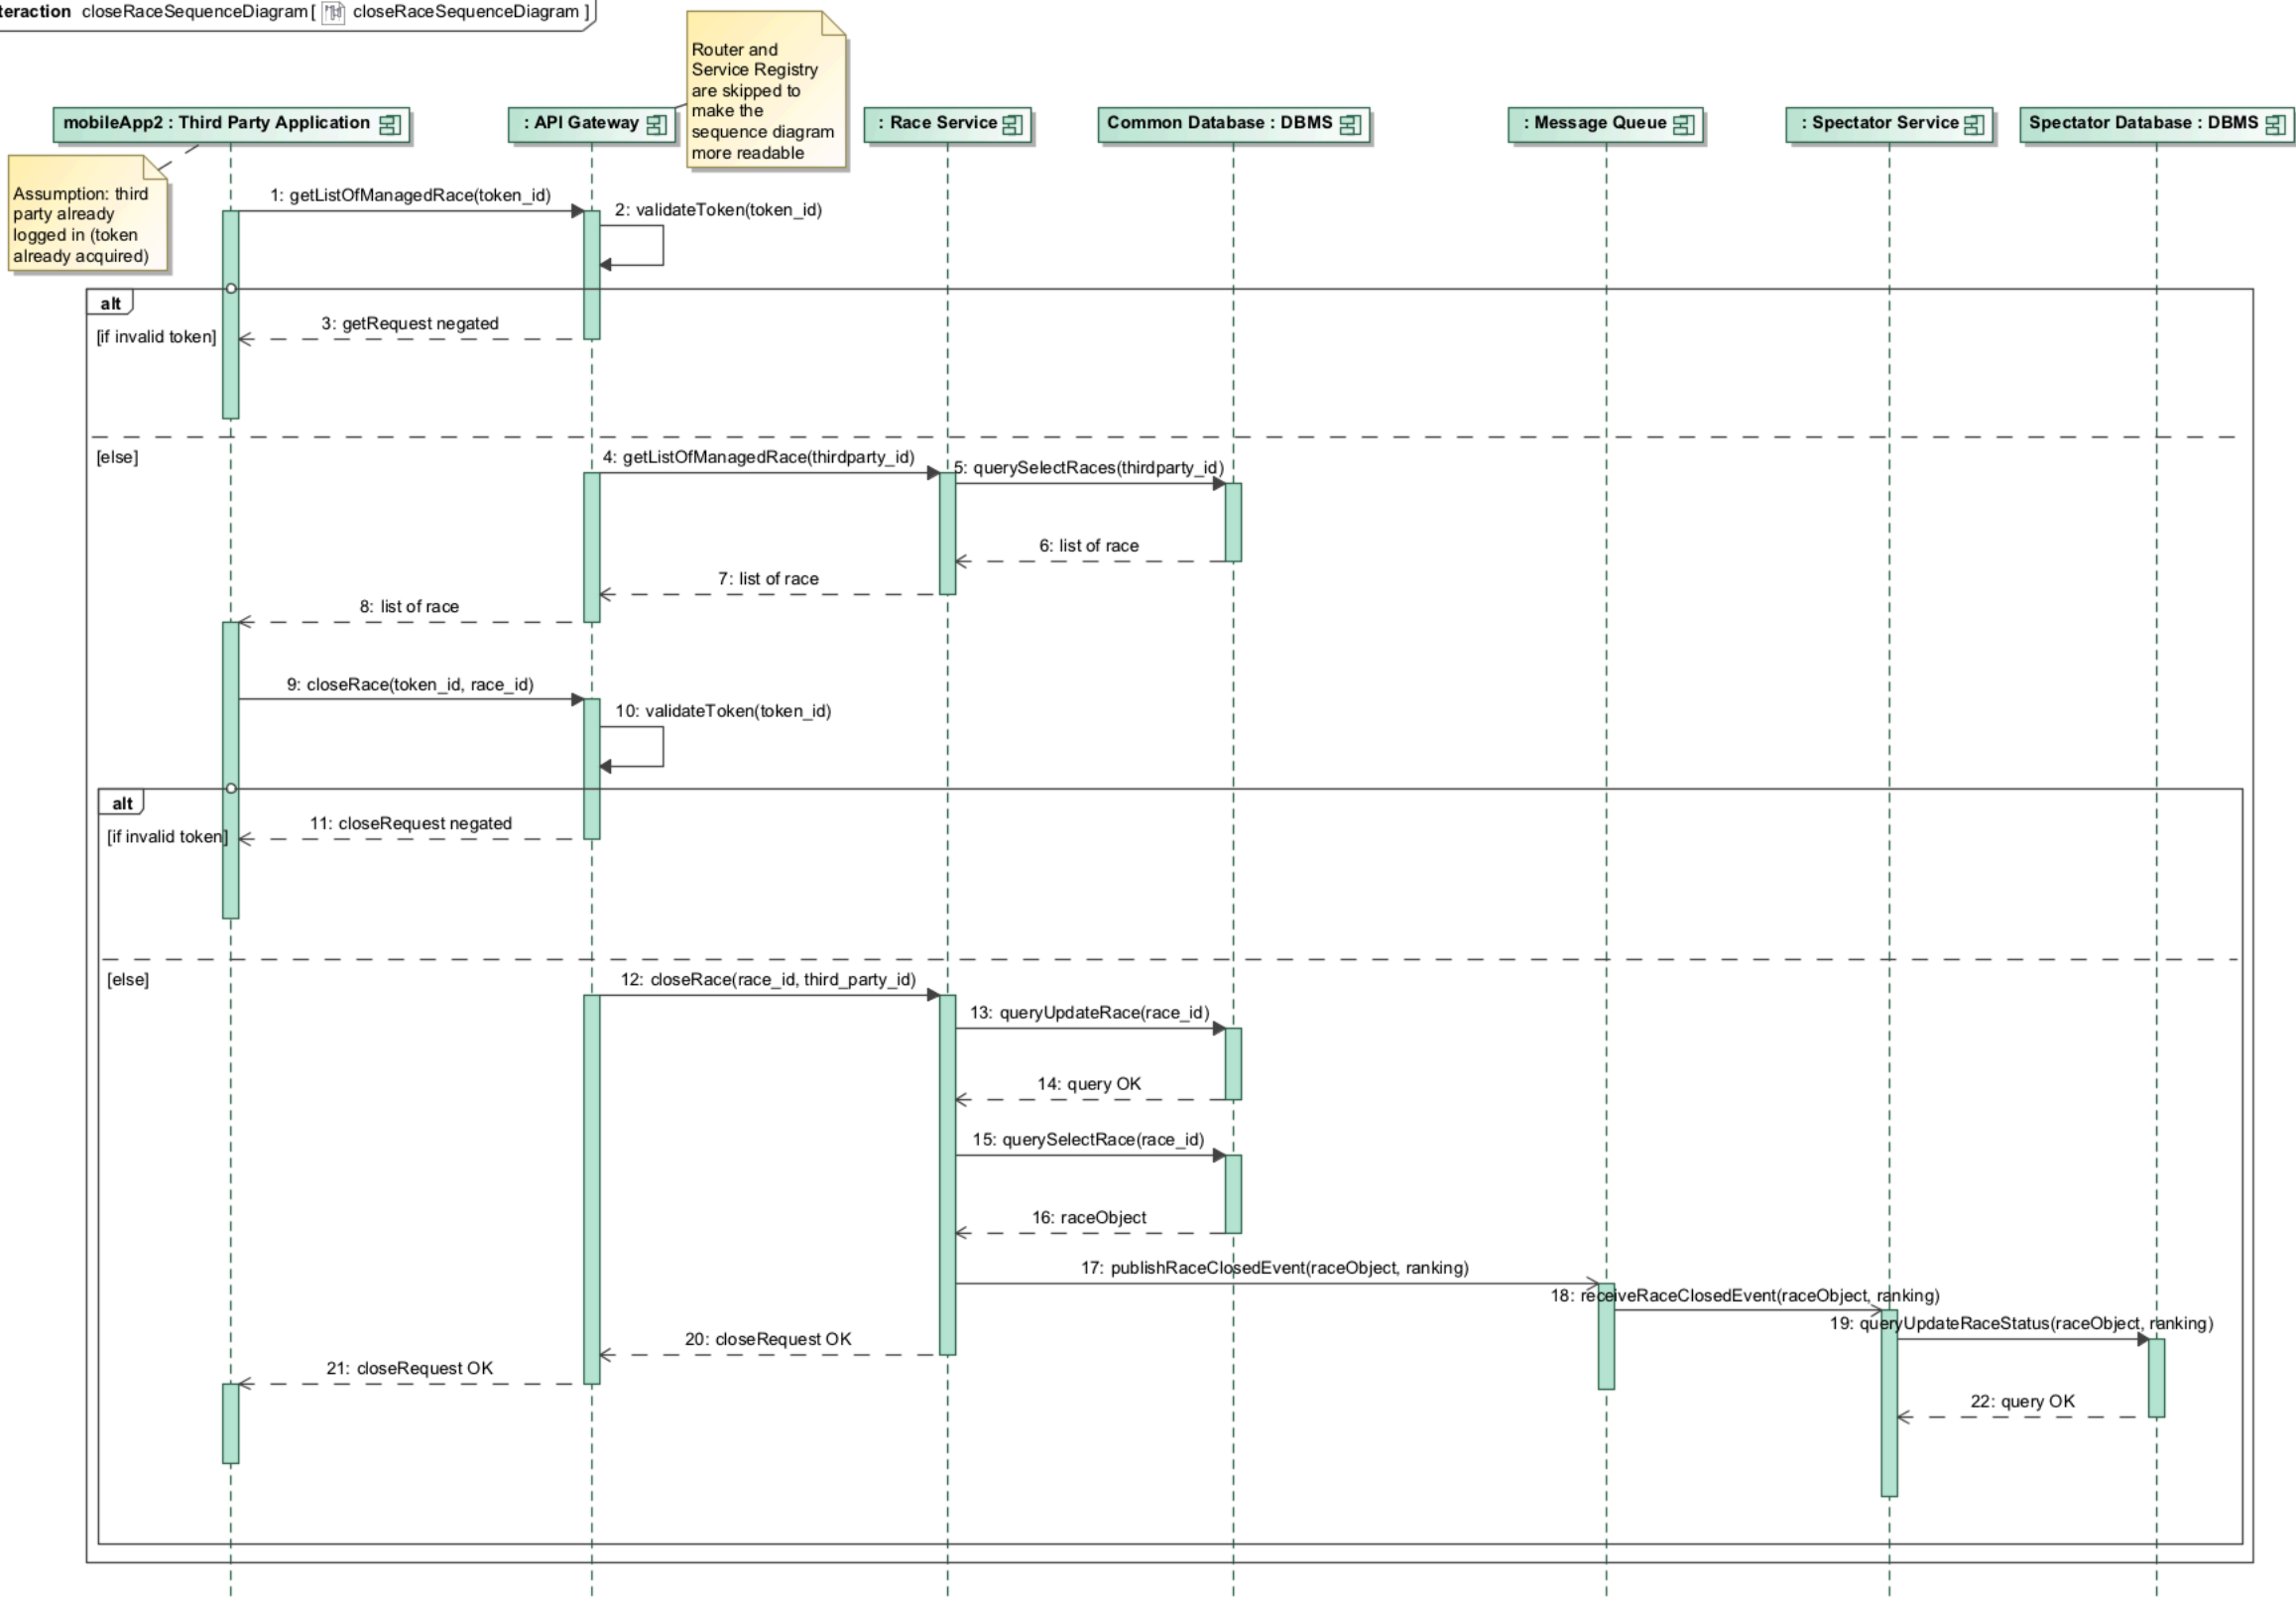 teraction closeRaceSequenceDiagram [ closeRaceSequenceDiagram ]
Router and
Service Registry
are skipped to
make the
sequence diagram
more readable
mobileApp2 : Third Party Application
: API Gateway
: Race Service
Common Database : DBMS
: Message Queue
: Spectator Service
Spectator Database : DBMS
Assumption: third
party already
logged in (token
already acquired)
1: getListOfManagedRace(token_id)
2: validateToken(token_id)
alt
3: getRequest negated
[if invalid token]
[else]
4: getListOfManagedRace(thirdparty_id)
5: querySelectRaces(thirdparty_id)
6: list of race
7: list of race
8: list of race
9: closeRace(token_id, race_id)
10: validateToken(token_id)
alt
11: closeRequest negated
[if invalid token]
[else]
12: closeRace(race_id, third_party_id)
13: queryUpdateRace(race_id)
14: query OK
15: querySelectRace(race_id)
16: raceObject
17: publishRaceClosedEvent(raceObject, ranking)
18: receiveRaceClosedEvent(raceObject, ranking)
19: queryUpdateRaceStatus(raceObject, ranking)
20: closeRequest OK
21: closeRequest OK
22: query OK